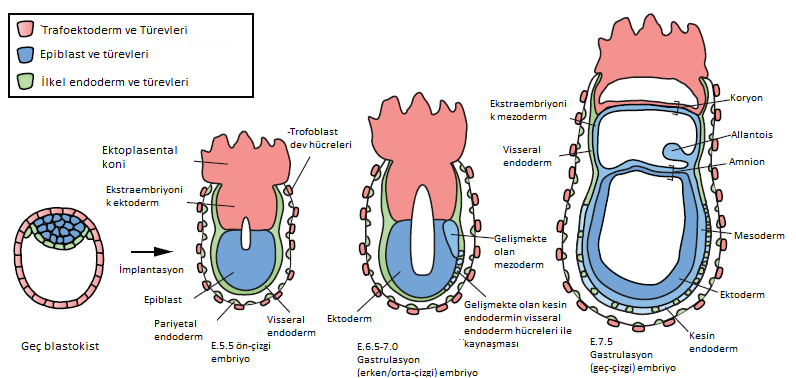 Trafoektoderm ve Türevleri
Epiblast ve türevleri
İlkel endoderm ve türevleri
Geç blastokist
İmplantasyon
Ektoplasental
koni
Ekstraembriyoni
k ektoderm
-Trofoblast
dev hücreleri
Epiblast
Pariyetal
endoderm
Visseral
endoderm
E.5.5 ön-çizgi
embriyo
Ektoderm
Gelişmekte
olan
mezoderm
Gelişmekte olan kesin
endodermin visseral
endoderm hücreleri ile
kaynaşması
E.6.5-7.0
Gastrulasyon
(erken/orta-çizgi) embriyo
Ekstraembriyoni
k mezoderm
Visseral
endoderm
Koryon
Allantois
Amnion
Mesoderm
Ektoderm
Kesin
endoderm
E.7.5
Gastrulasyon
(geç-çizgi) embriyo